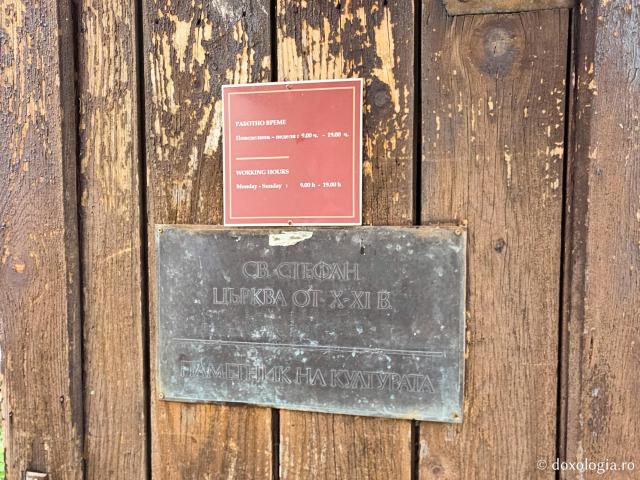 РАБОТНО ВРЕМЕ
Понеделник – неделя : 9.00 ч. - 19.00 ч.
WORKING HOURS
Monday - Sunday : 9.00 h - 19.00 h
СВ. СТЕФАН.
ЦЪРКВА ОТ X-XI В.
ПАМЕТНИК НА КУЛТУРАТА
© doxologia.ro